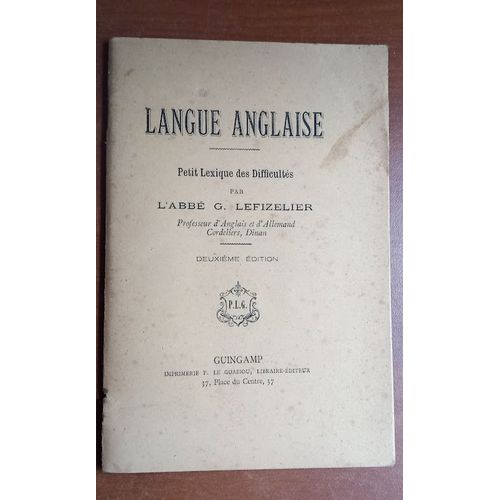 LANGUE ANGLAISE
Petit Lexique des Difficultés
PAR
L'ABBÉ G. LEFIZELIER
Professeur d'Anglais et d'Allemand
Cordeliers, Dinan
DEUXIÈME ÉDITION
P.L.G.
GUINGAMP
IMPRIMERIE P. LE GOAZIOU, LIBRAIRE-ÉDITEUR
37, Place du Centre, 37